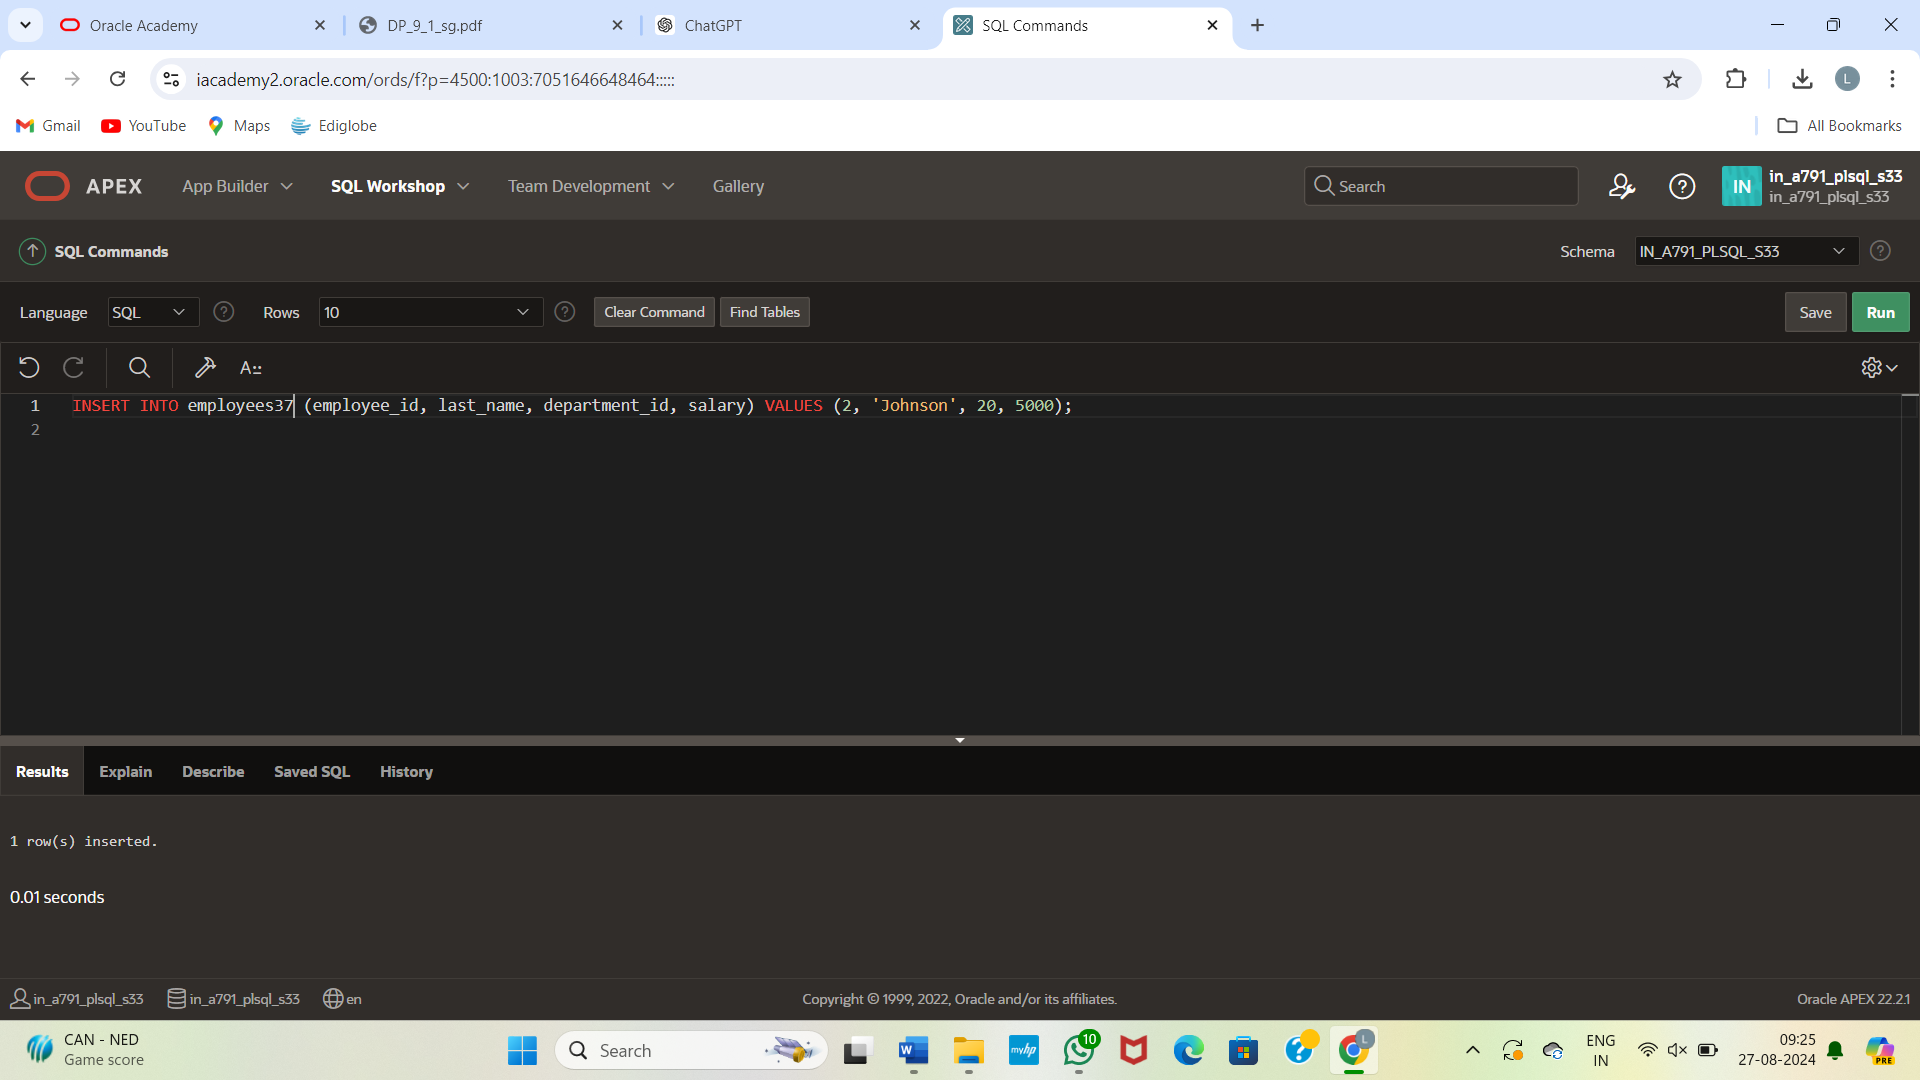 Oracle Academy
DP_9_1_sg.pdf
ChatGPT
SQL Commands
iacademy2.oracle.com/ords/f?p=4500:1003:7051646648464:::::
L
Gmail
YouTube
Maps
Ediglobe
All Bookmarks
APEX
App Builder
SQL Workshop
Team Development
Gallery
Search
IN
in_a791_plsql_s33
in_a791_plsql_s33
SQL Commands
Schema
IN_A791_PLSQL_S33
Language
SQL
Rows
10
Clear Command
Find Tables
Save
Run
A::
1 INSERT INTO employees37 (employee_id, last_name, department_id, salary) VALUES (2, 'Johnson', 20, 5000);
2
Results
Explain
Describe
Saved SQL
History
1 row(s) inserted.
0.01 seconds
in_a791_plsql_s33
in_a791_plsql_s33
en
Copyright © 1999, 2022, Oracle and/or its affiliates.
Oracle APEX 22.2.1
CAN - NED
Game score
Search
W
myhp
10
L
ENG
IN
09:25
27-08-2024
PRE